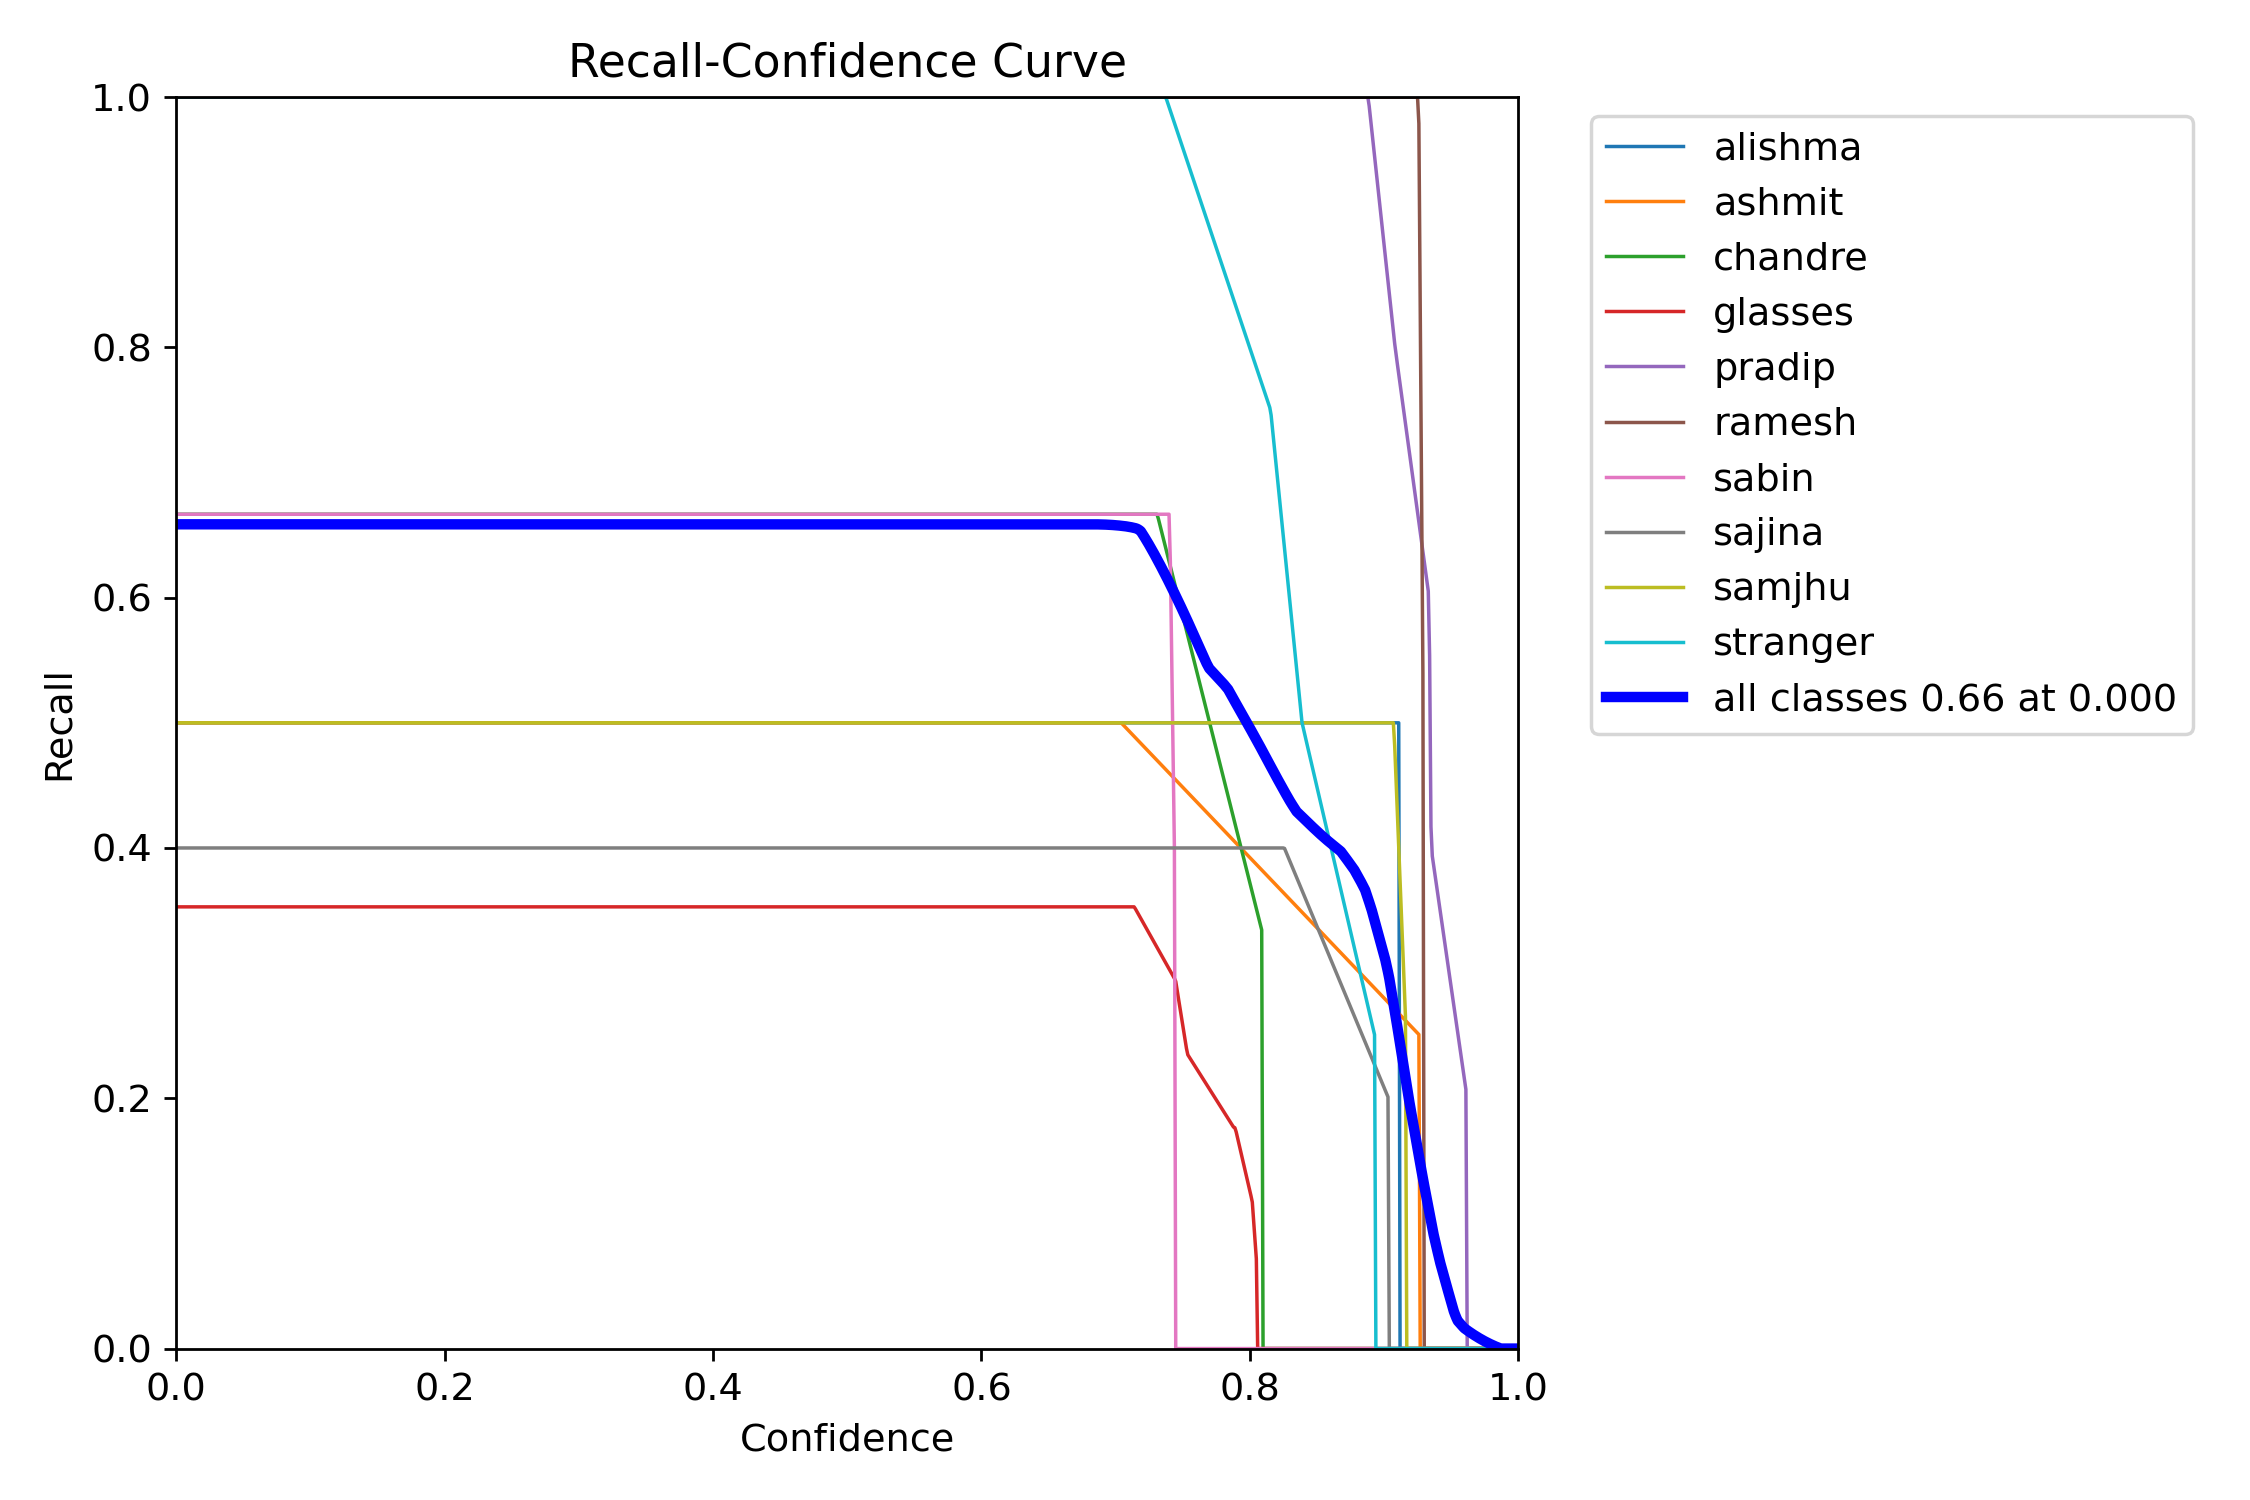 Recall-Confidence Curve
1.0
0.8
0.6
0.4
0.2
0.0
Recall
0.0 0.2 0.4 0.6 0.8 1.0
Confidence
alishma
ashmit
chandre
glasses
pradip
ramesh
sabin
sajina
samjhu
stranger
all classes 0.66 at 0.000